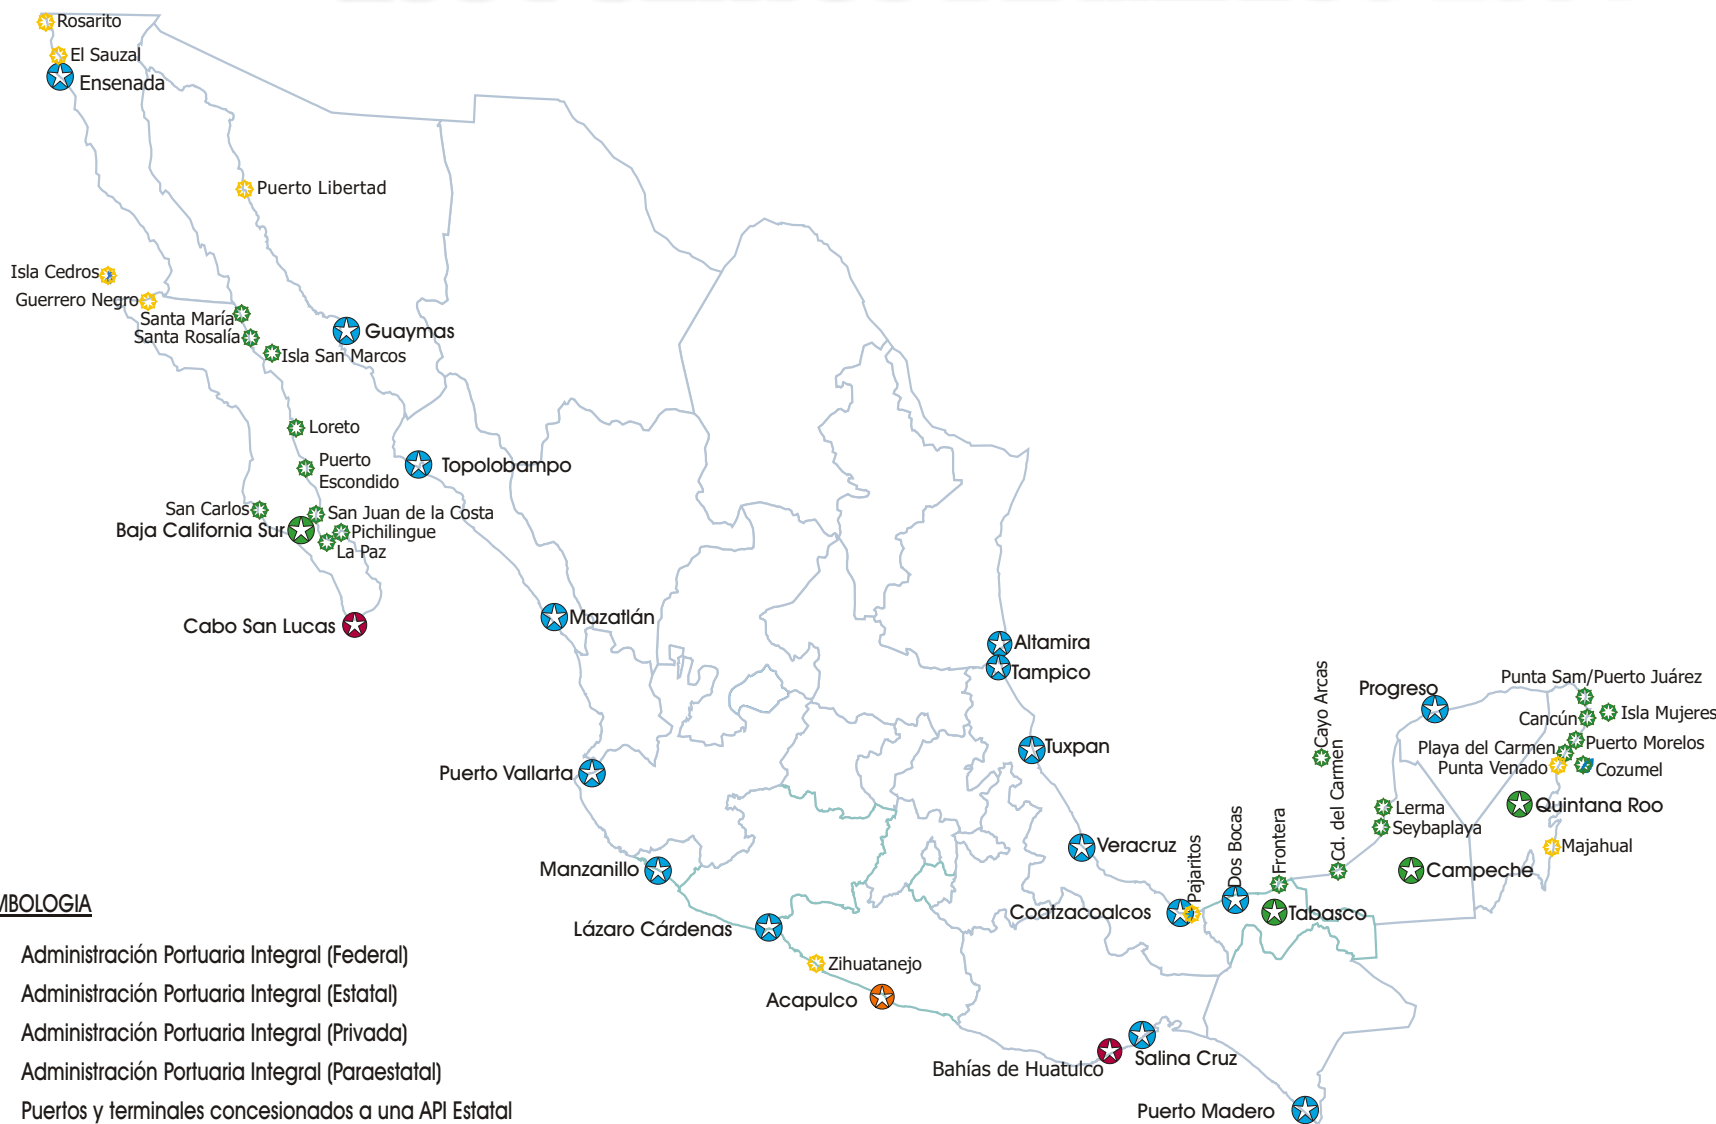 Rosarito
El Sauzal
Ensenada
Puerto Libertad
Isla Cedros
Guerrero Negro
Santa María
Santa Rosalía
Isla San Marcos
Guaymas
Loreto
Puerto
Escondido
Topolobampo
San Carlos
San Juan de la Costa
Baja California Sur
Pichilingue
La Paz
Cabo San Lucas
Mazatlán
Altamira
Tampico
Cayo Arcas
Progreso
Punta Sam/Puerto Juárez
Cancún
Isla Mujeres
Playa del Carmen
Puerto Morelos
Punta Venado
Cozumel
Tuxpan
Puerto Vallarta
Cd. del Carmen
Lerma
Seybaplaya
Quintana Roo
Majahual
Veracruz
Pajaritos
Dos Bocas
Frontera
Campeche
Manzanillo
Coatzacoalcos
Tabasco
Lázaro Cárdenas
Zihuatanejo
Acapulco
Bahías de Huatulco
Salina Cruz
Puerto Madero
MBOLOGIA
Administración Portuaria Integral (Federal)
Administración Portuaria Integral (Estatal)
Administración Portuaria Integral (Privada)
Administración Portuaria Integral (Paraestatal)
Puertos y terminales concesionados a una API Estatal